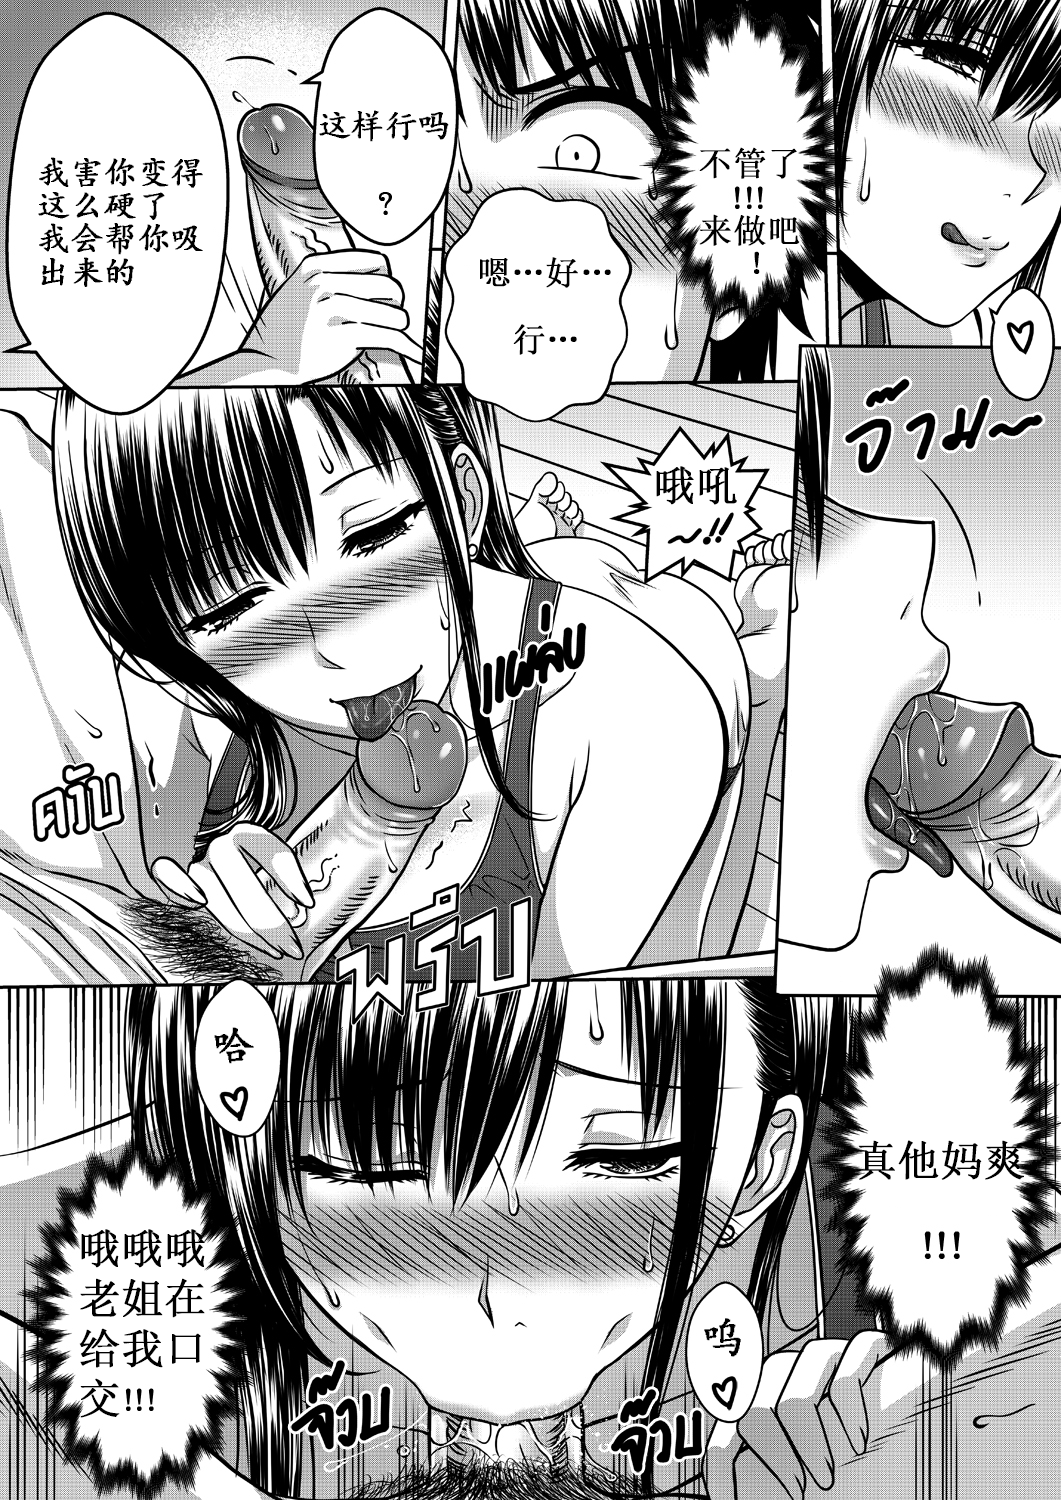 我害你变得
这么硬了
我会帮你吸
出来的
这样行吗
?
不管了
!!!
来做吧
!
嗯…好…
行…
♡
哦吼
~!!
แผล่บ
ควับ
พรึ่บ
จ๊าม~
哈
♡
哦哦哦
老姐在
给我口
交!!!
真他妈爽
!!!
呜
♡
จ๊วบ
จ๊วบ